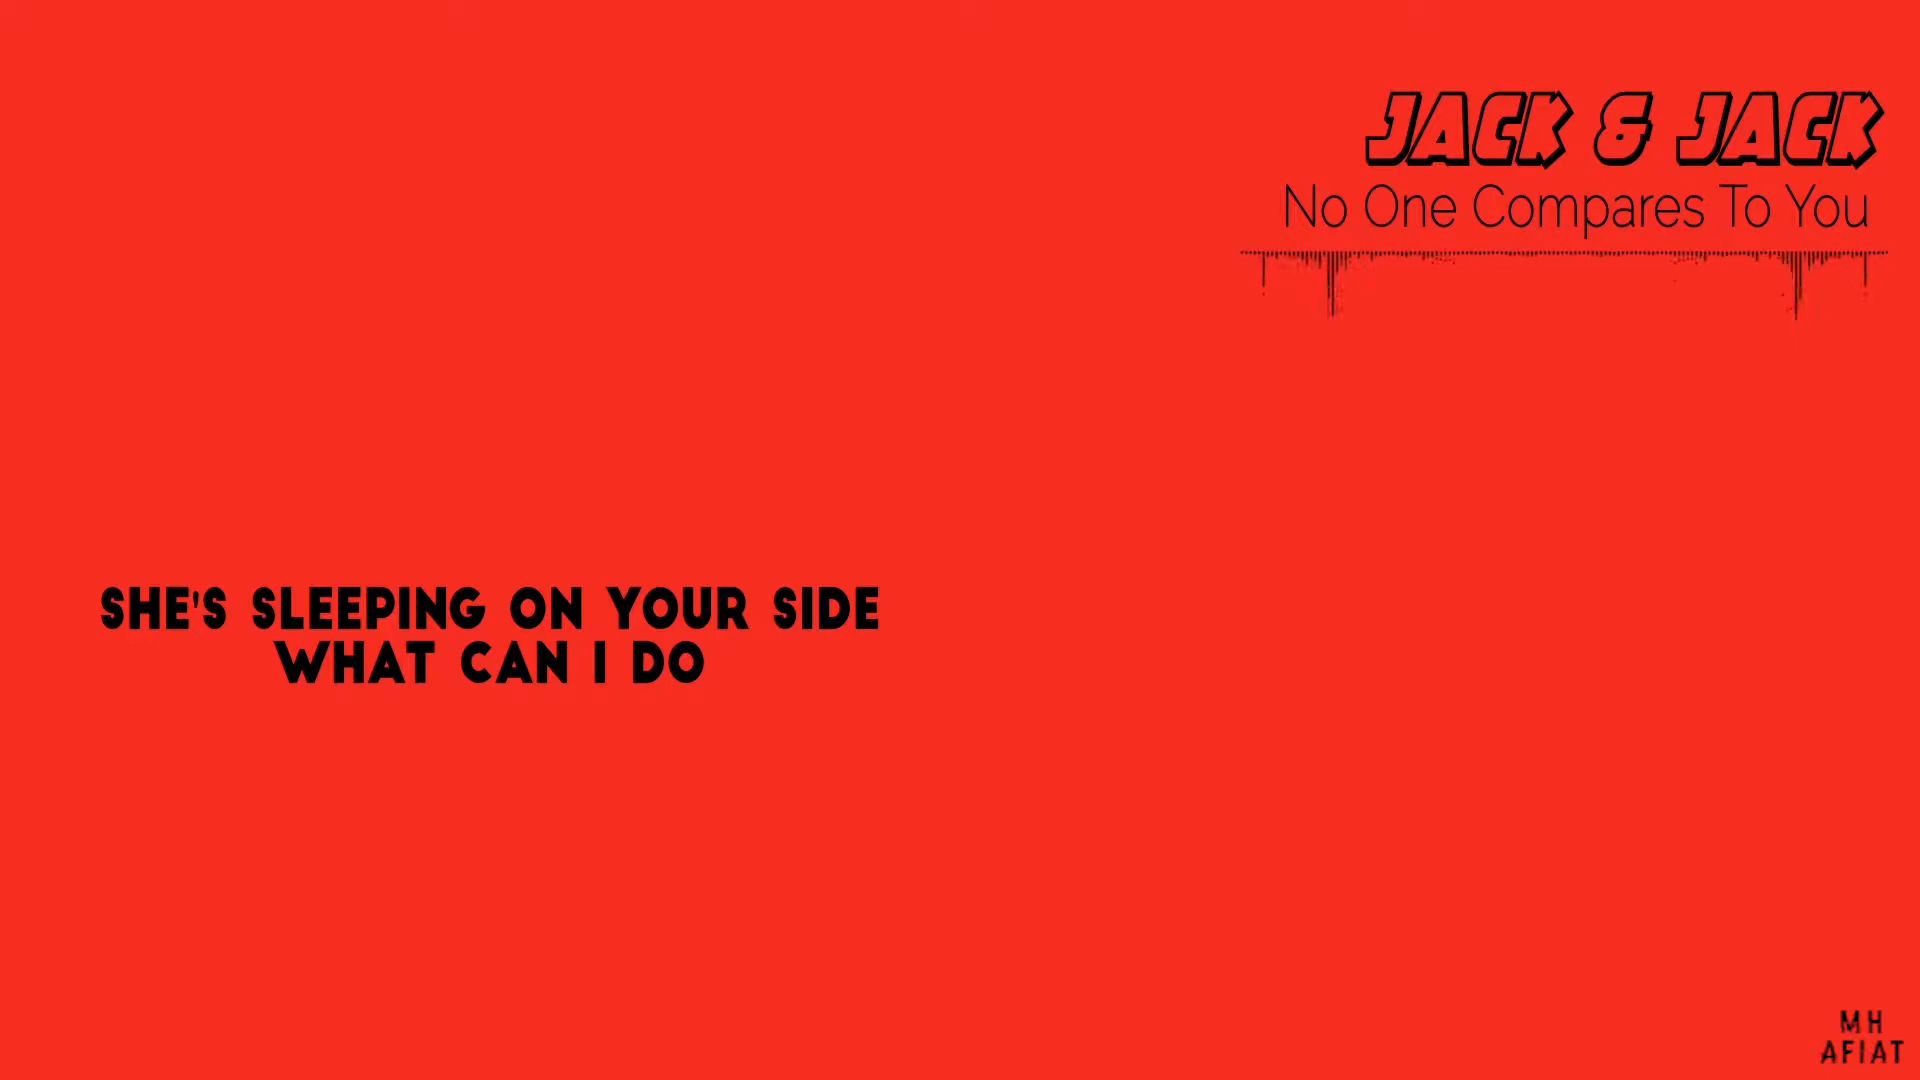 JACK & JACK
No One Compares To You
SHE'S SLEEPING ON YOUR SIDE
WHAT CAN I DO
MH
AFIAT